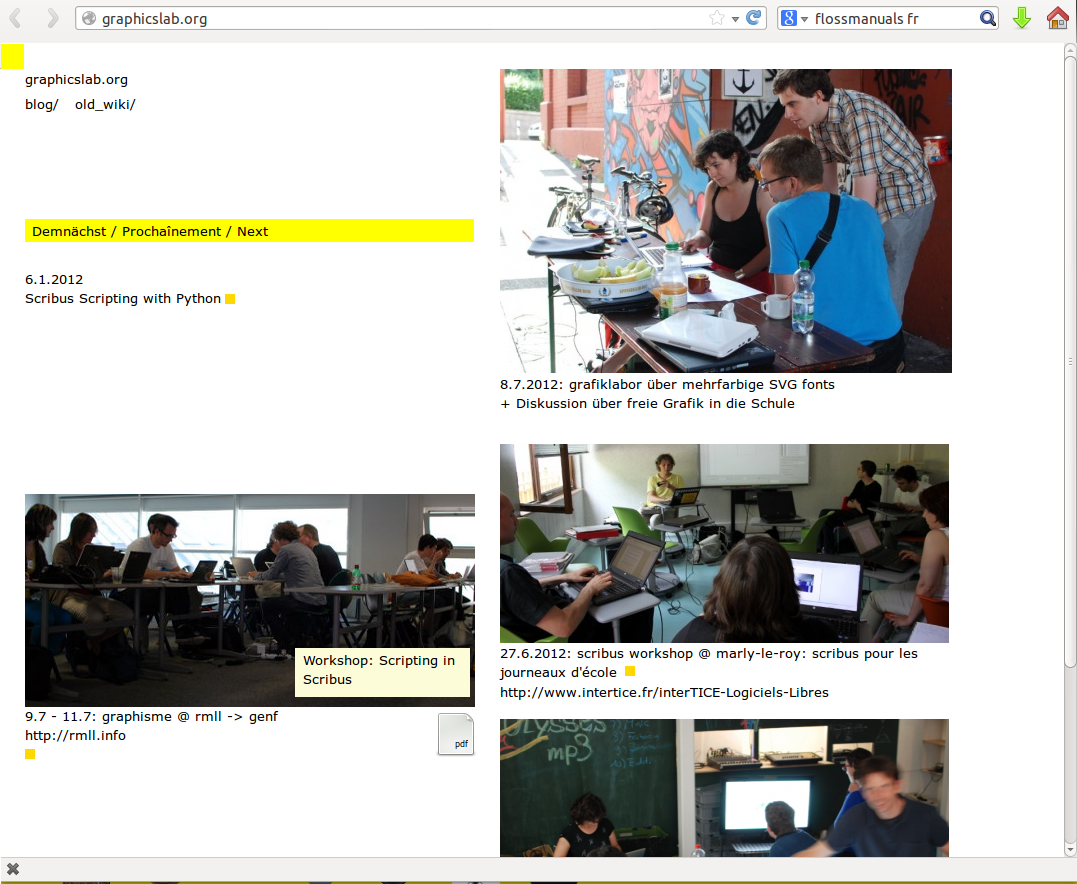 graphicslab.org
flossmanuals fr
graphicslab.org
blog/ old_wiki/
Demnächst / Prochaînement / Next
6.1.2012
Scribus Scripting with Python
Workshop: Scripting in
Scribus
9.7 - 11.7: graphisme @ rmll -> genf
http://rmll.info
pdf
8.7.2012: grafiklabor über mehrfarbige SVG fonts
+ Diskussion über freie Grafik in die Schule
27.6.2012: scribus workshop @ marly-le-roy: scribus pour les
journeaux d'école
http://www.intertice.fr/interTICE-Logiciels-Libres
mp3